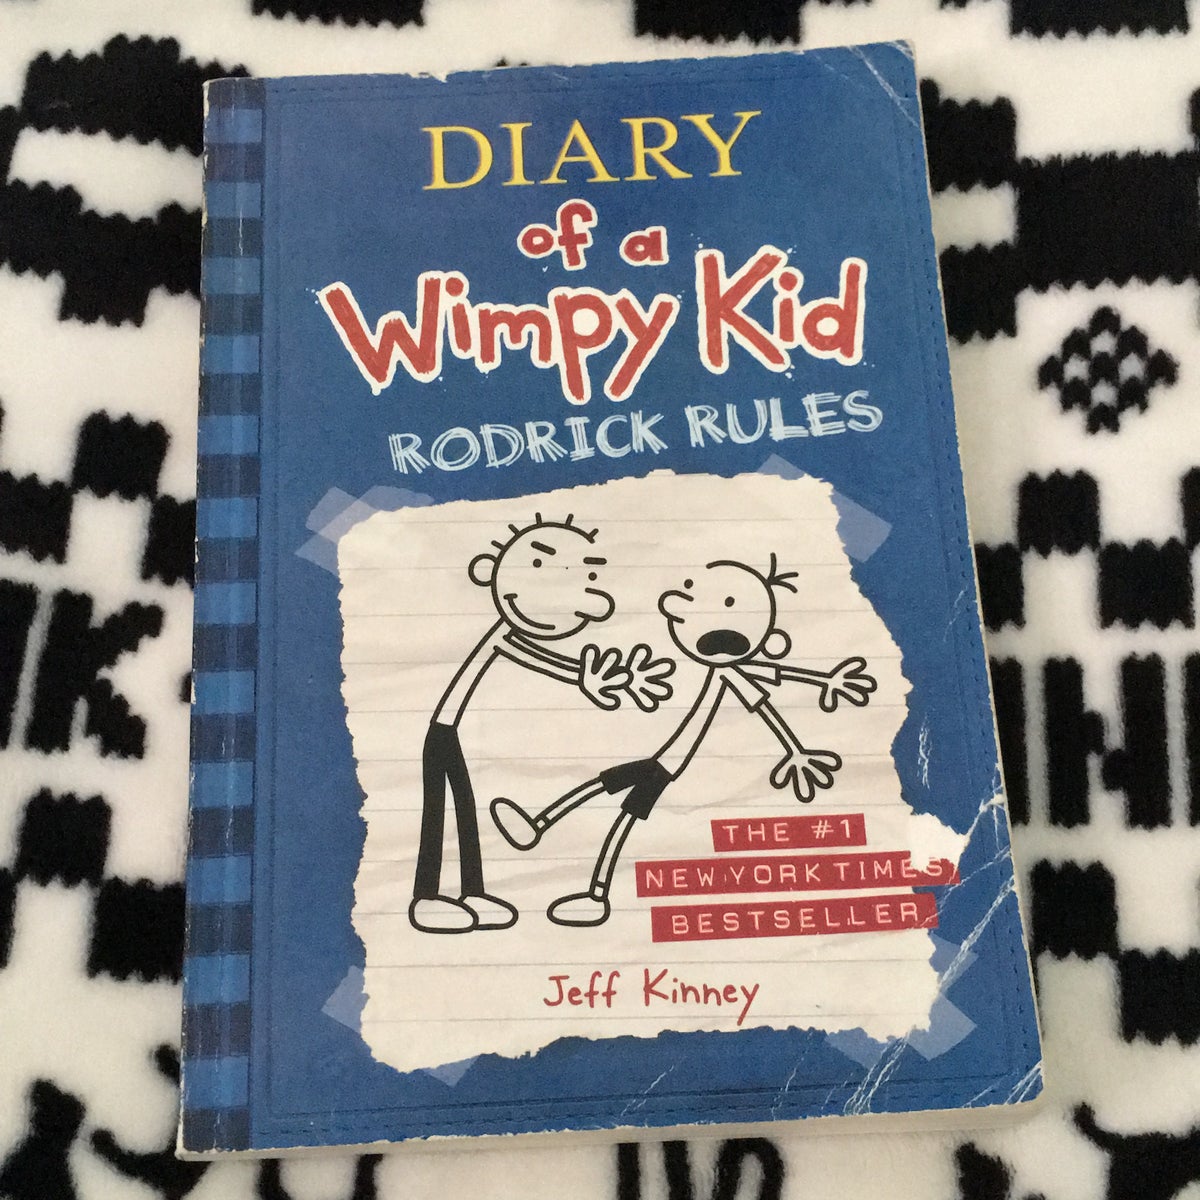 DIARY
of a
Wimpy Kid
RODRICK RULES
THE #1
NEW YORK TIMES
BESTSELLER
Jeff Kinney